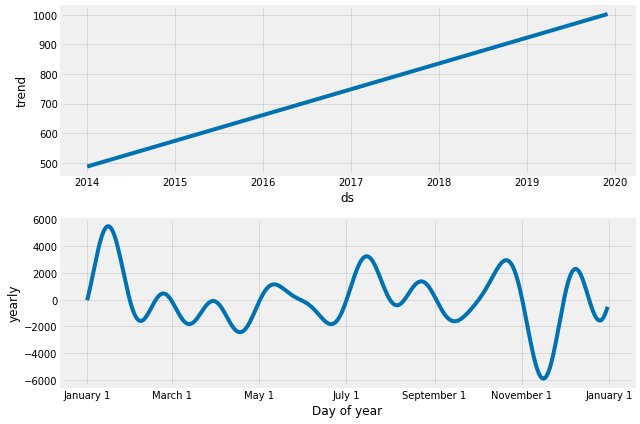 1000
900
800
700
600
500
trend
2014 2015 2016 2017 2018 2019 2020
ds
6000
4000
2000
0
−2000
−4000
−6000
yearly
January 1 March 1 May 1 July 1 September 1 November 1 January 1
Day of year